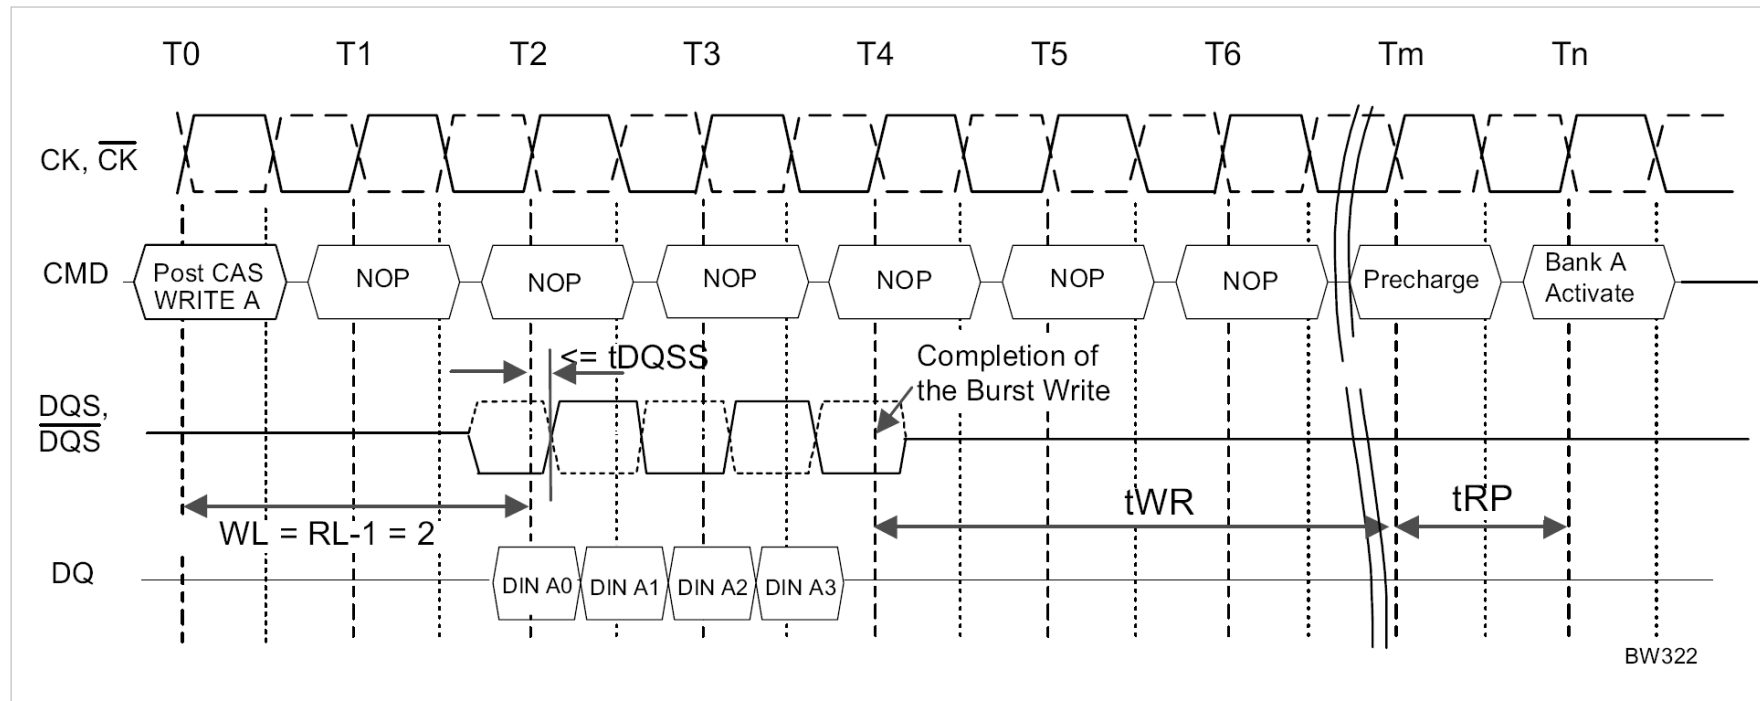 T0 T1 T2 T3 T4 T5 T6 Tm Tn
CK, CK
CMD
Post CAS
WRITE A
NOP NOP NOP NOP NOP NOP
Precharge
Bank A
Activate
<= tDQSS
Completion of
the Burst Write
DQS,
DQS
WL = RL-1 = 2
tWR
tRP
DQ
DIN A0 DIN A1 DIN A2 DIN A3
BW322